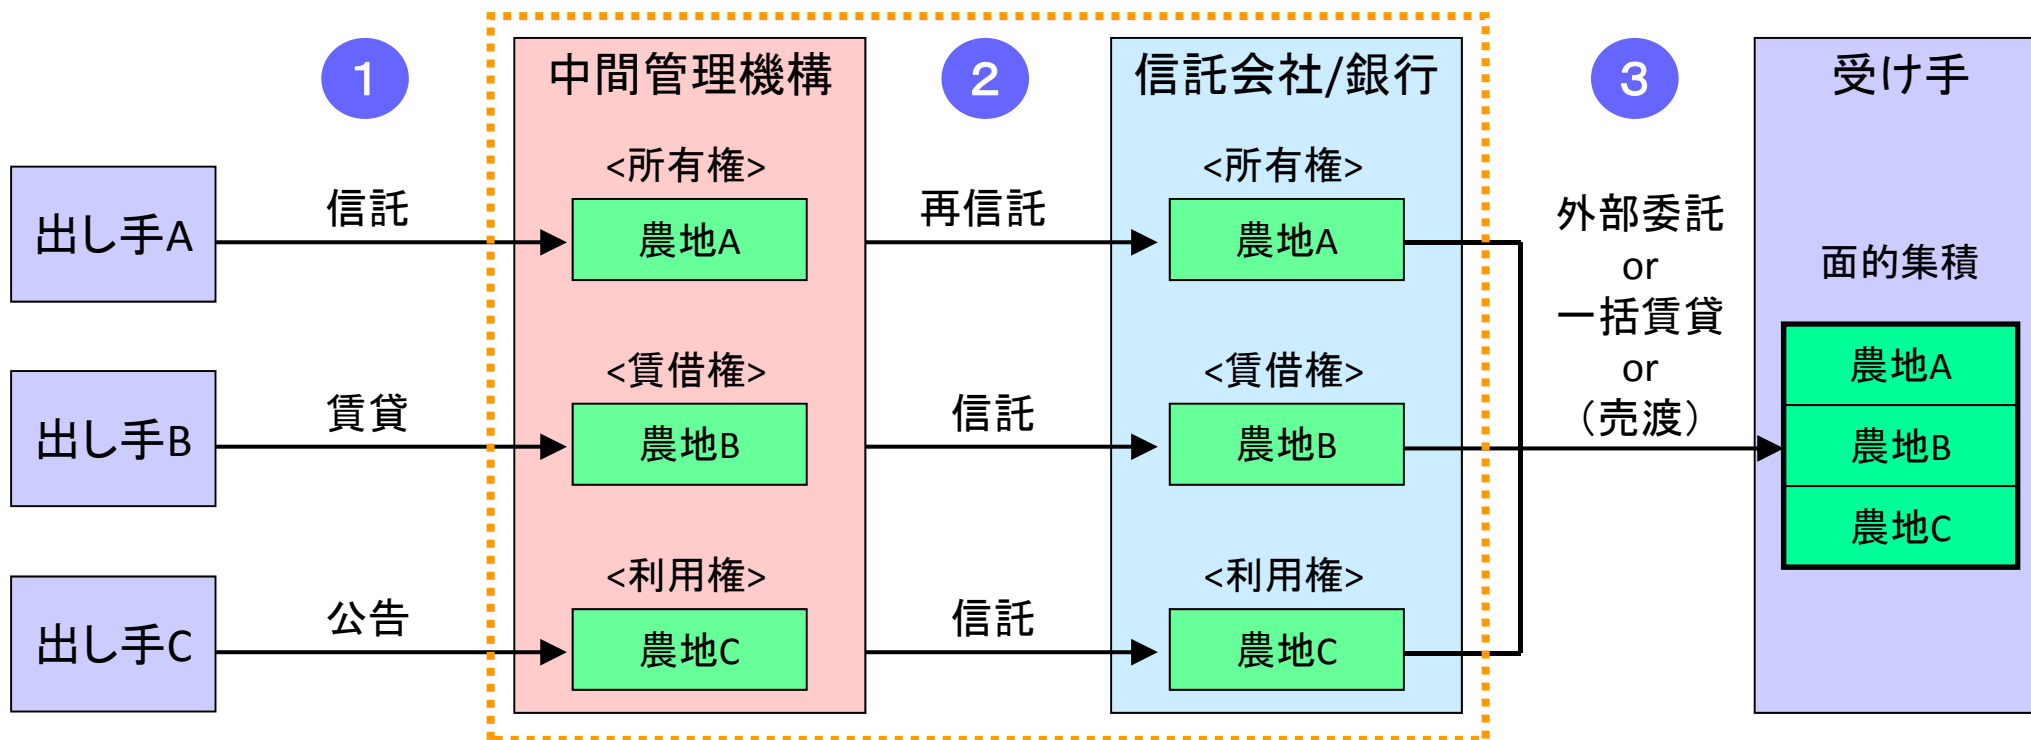 1
中間管理機構
2
信託会社/銀行
3
受け手
出し手A
信託
<所有権>
農地A
再信託
<所有権>
農地A
外部委託
or
一括賃貸
or
（売渡）
面的集積
農地A
農地B
農地C
出し手B
賃貸
<賃借権>
農地B
信託
<賃借権>
農地B
出し手C
公告
<利用権>
農地C
信託
<利用権>
農地C